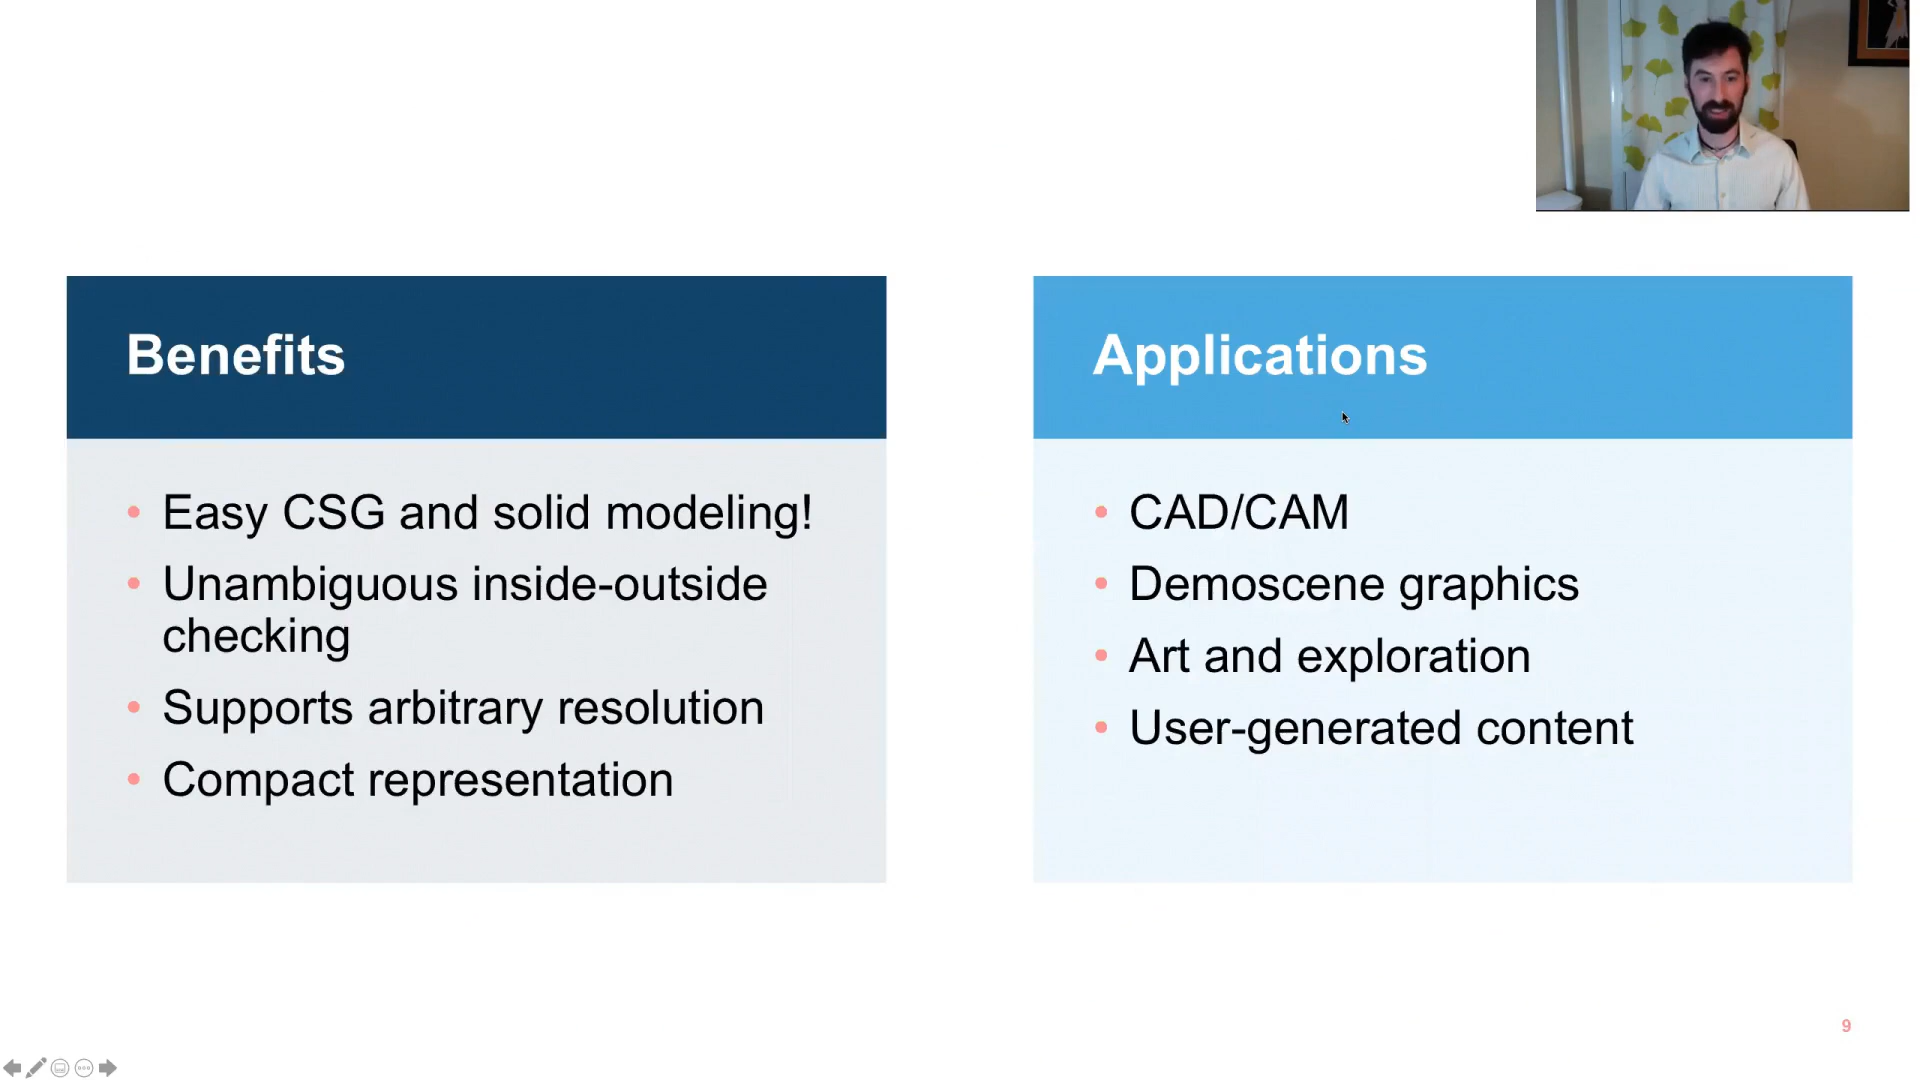 Benefits
• Easy CSG and solid modeling!
• Unambiguous inside-outside
checking
• Supports arbitrary resolution
• Compact representation
Applications
• CAD/CAM
• Demoscene graphics
• Art and exploration
• User-generated content
9